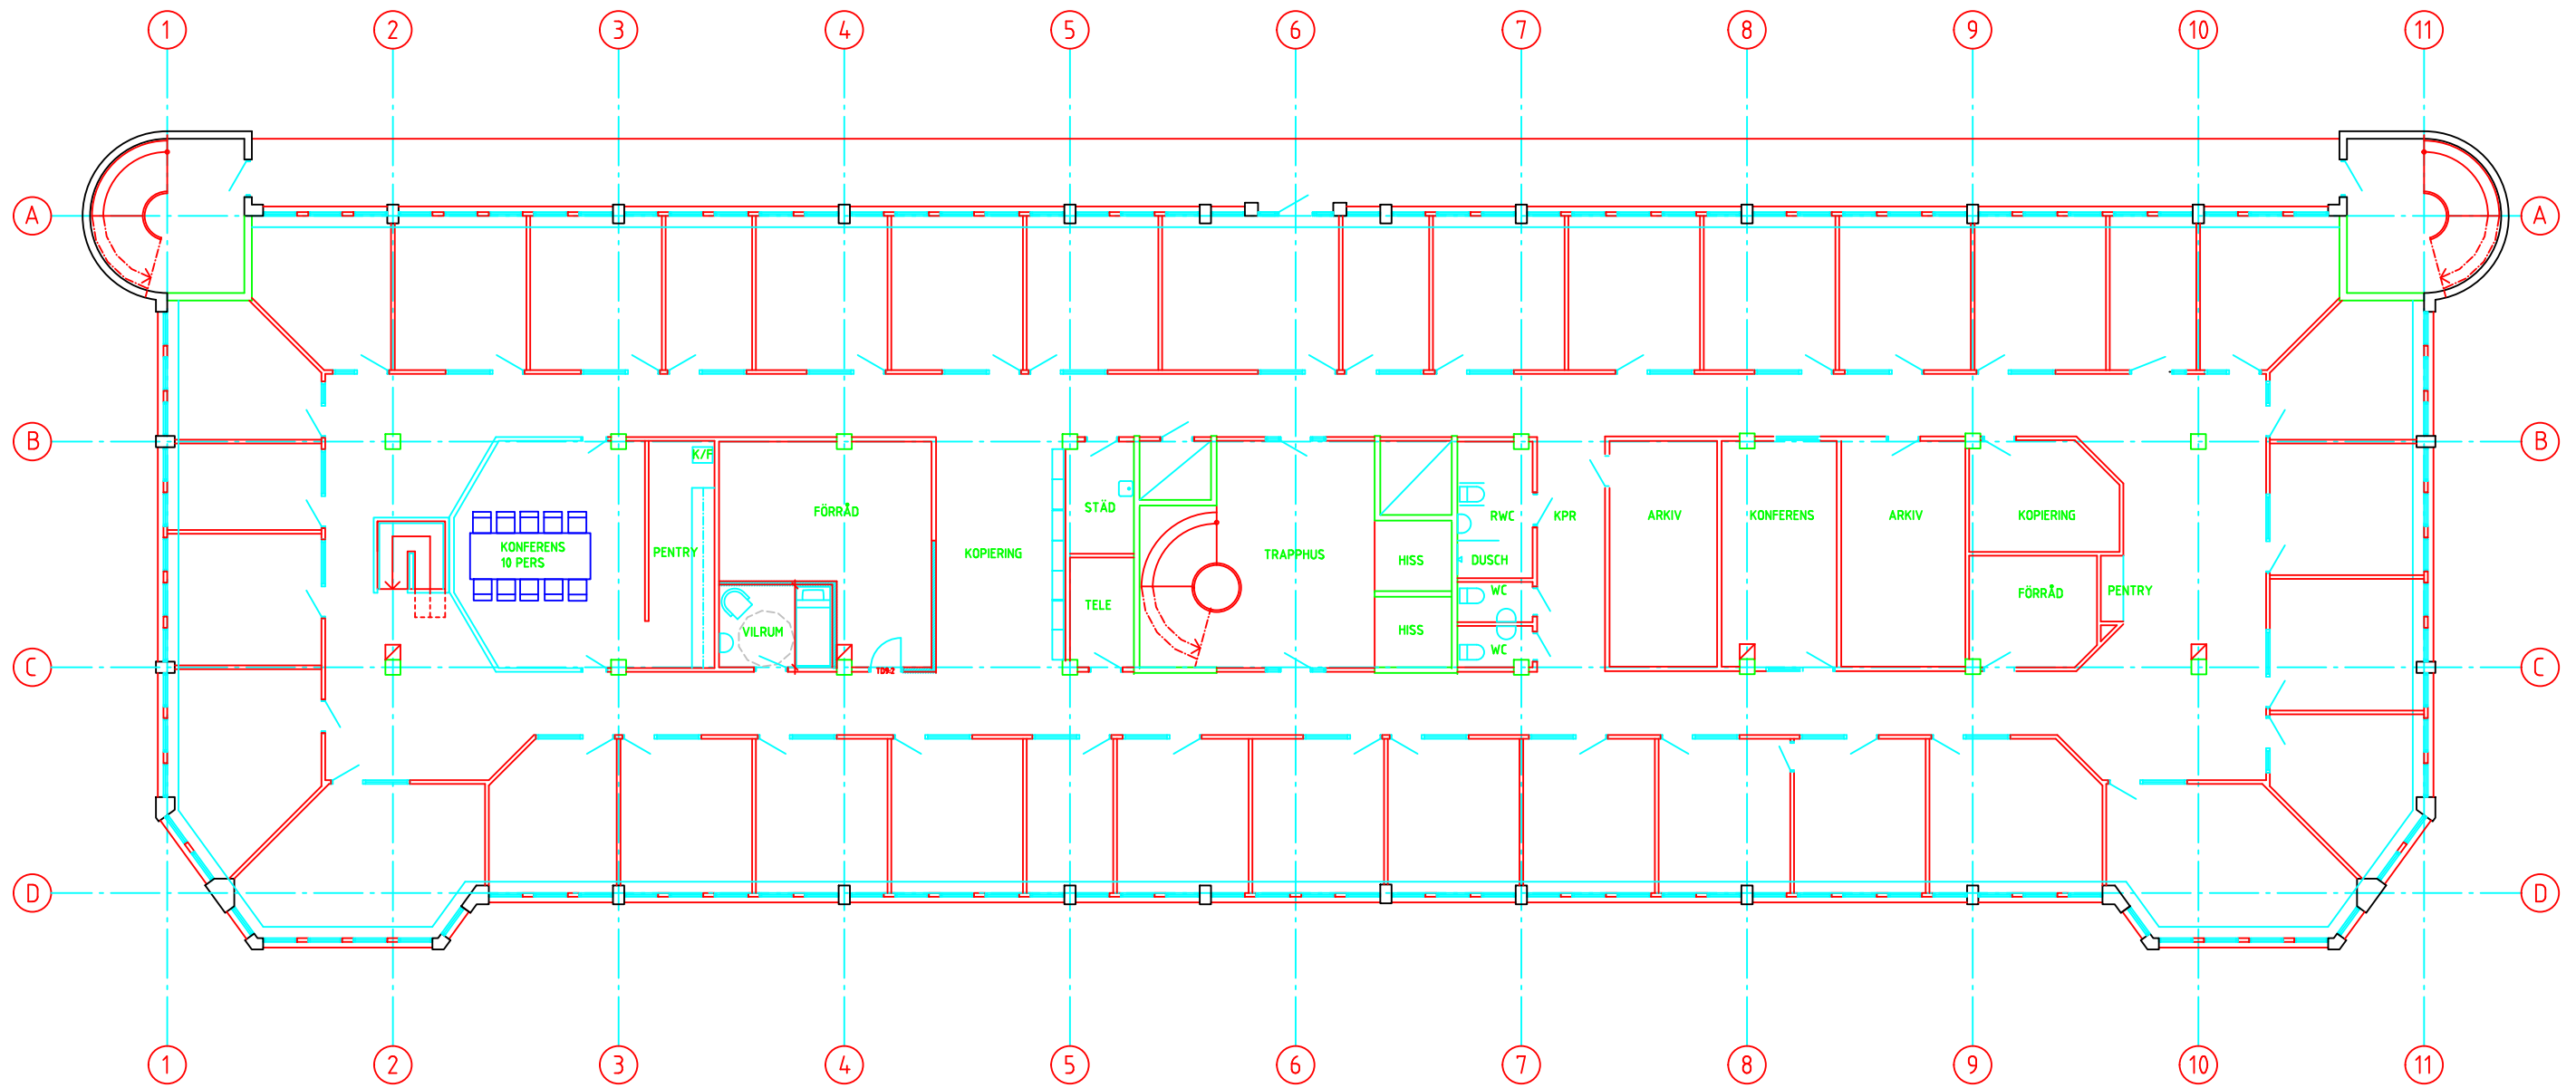 1 2 3 4 5 6 7 8 9 10 11
A A
B B
K/F
STÄD
FÖRRÅD
RWC KPR ARKIV KONFERENS ARKIV KOPIERING
KONFERENS
10 PERS
PENTRY
KOPIERING
TRAPPHUS
HISS
DUSCH
TELE
WC
FÖRRÅD
PENTRY
VILRUM
HISS
WC
C C
D D
1 2 3 4 5 6 7 8 9 10 11